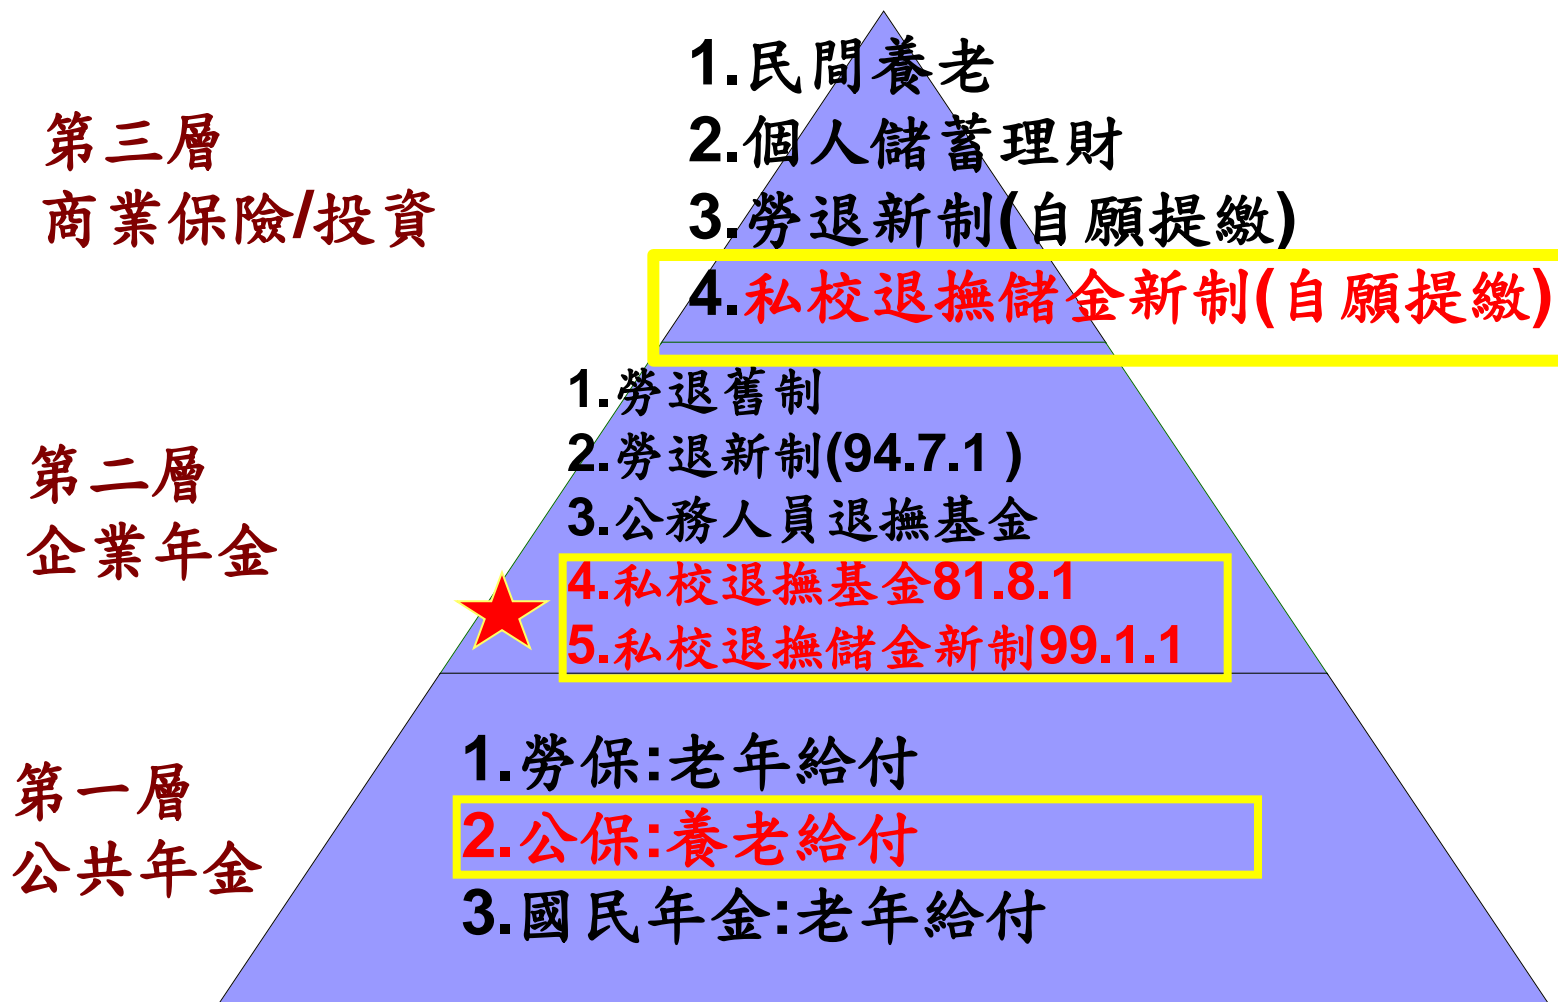 第三層
商業保險/投資
1.民間養老
2.個人儲蓄理財
3.勞退新制(自願提繳)
4.私校退撫儲金新制(自願提繳)
第二層
企業年金
1.勞退舊制
2.勞退新制(94.7.1 )
3.公務人員退撫基金
4.私校退撫基金81.8.1
5.私校退撫儲金新制99.1.1
第一層
公共年金
1.勞保:老年給付
2.公保:養老給付
3.國民年金:老年給付